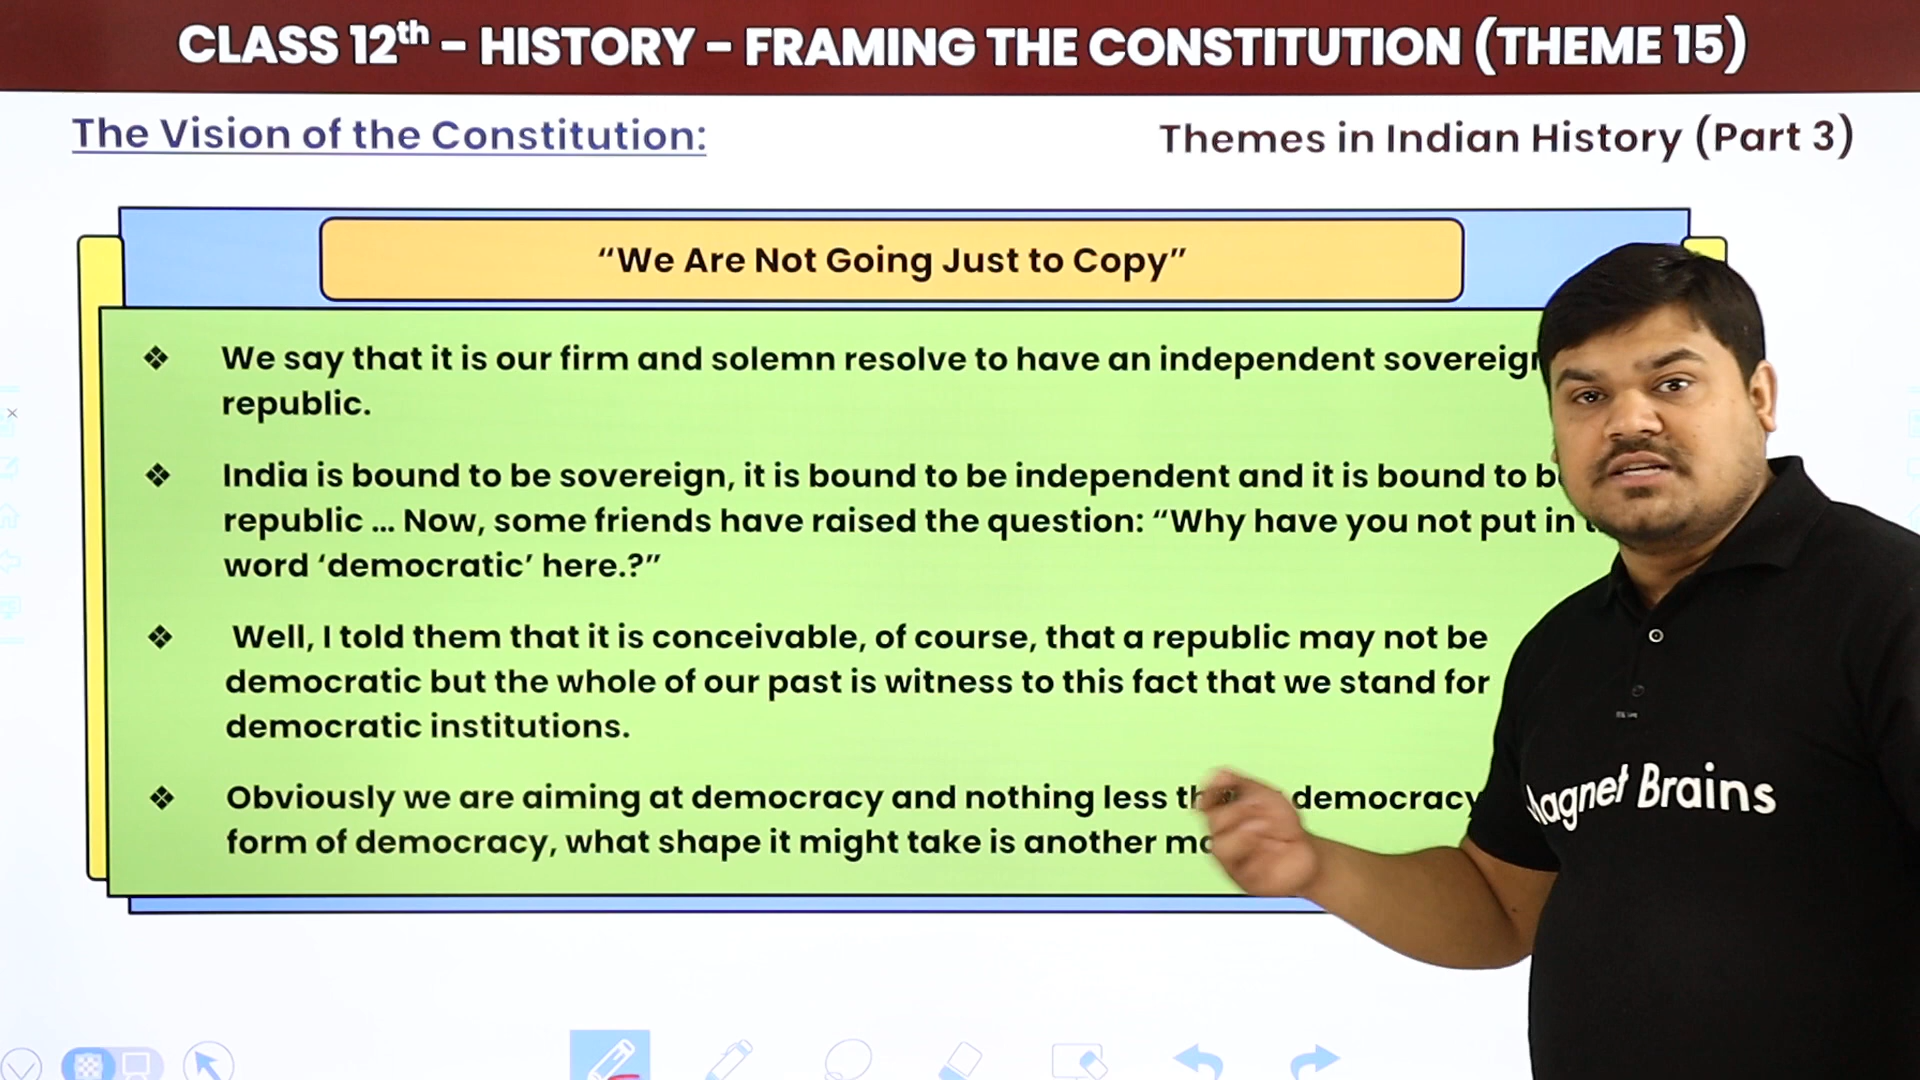 CLASS 12th - HISTORY - FRAMING THE CONSTITUTION (THEME 15)
The Vision of the Constitution:
Themes in Indian History (Part 3)
“We Are Not Going Just to Copy”
❖ We say that it is our firm and solemn resolve to have an independent sovereign
republic.
❖ India is bound to be sovereign, it is bound to be independent and it is bound to
republic ... Now, some friends have raised the question: “Why have you not put in
word ‘democratic’ here.?”
❖ Well, I told them that it is conceivable, of course, that a republic may not be
democratic but the whole of our past is witness to this fact that we stand for
democratic institutions.
❖ Obviously we are aiming at democracy and nothing less democracy
form of democracy, what shape it might take is another
Magnet Brains